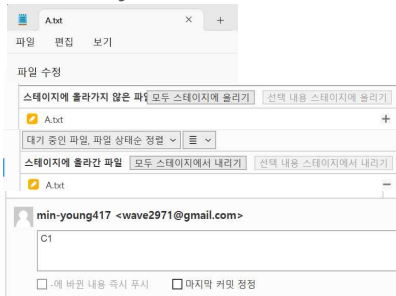 A.txt × +
파일 편집 보기
파일 수정
스테이지에 올라가지 않은 파일 모두 스테이지에 올리기 선택 내용 스테이지에 올리기
A.txt +
대기 중인 파일, 파일 상태순 정렬
스테이지에 올라간 파일 모두 스테이지에서 내리기 선택 내용 스테이지에서 내리기
A.txt −
min-young417 <wave2971@gmail.com>
C1
-에 바뀐 내용 즉시 푸시 마지막 커밋 정정